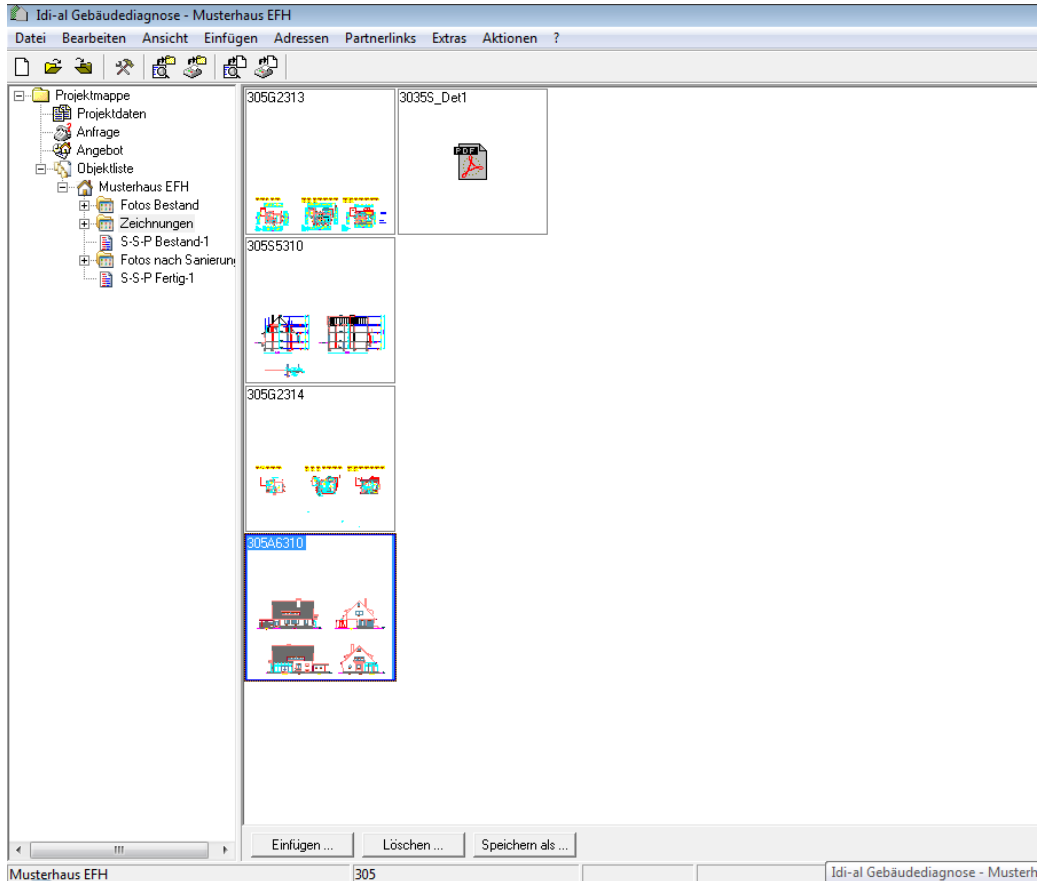 Idi-al Gebäudediagnose - Musterhaus EFH
Datei Bearbeiten Ansicht Einfügen Adressen Partnerlinks Extras Aktionen ?
Projektmappe
Projektdaten
Anfrage
Angebot
Objektliste
Musterhaus EFH
Fotos Bestand
Zeichnungen
S-S-P Bestand-1
Fotos nach Sanierung
S-S-P Fertig-1
305G2313
3035S_Det1
PDF
305S5310
305G2314
305A6310
Einfügen ...
Löschen ...
Speichern als ...
Musterhaus EFH
305
Idi-al Gebäudediagnose - Musterh